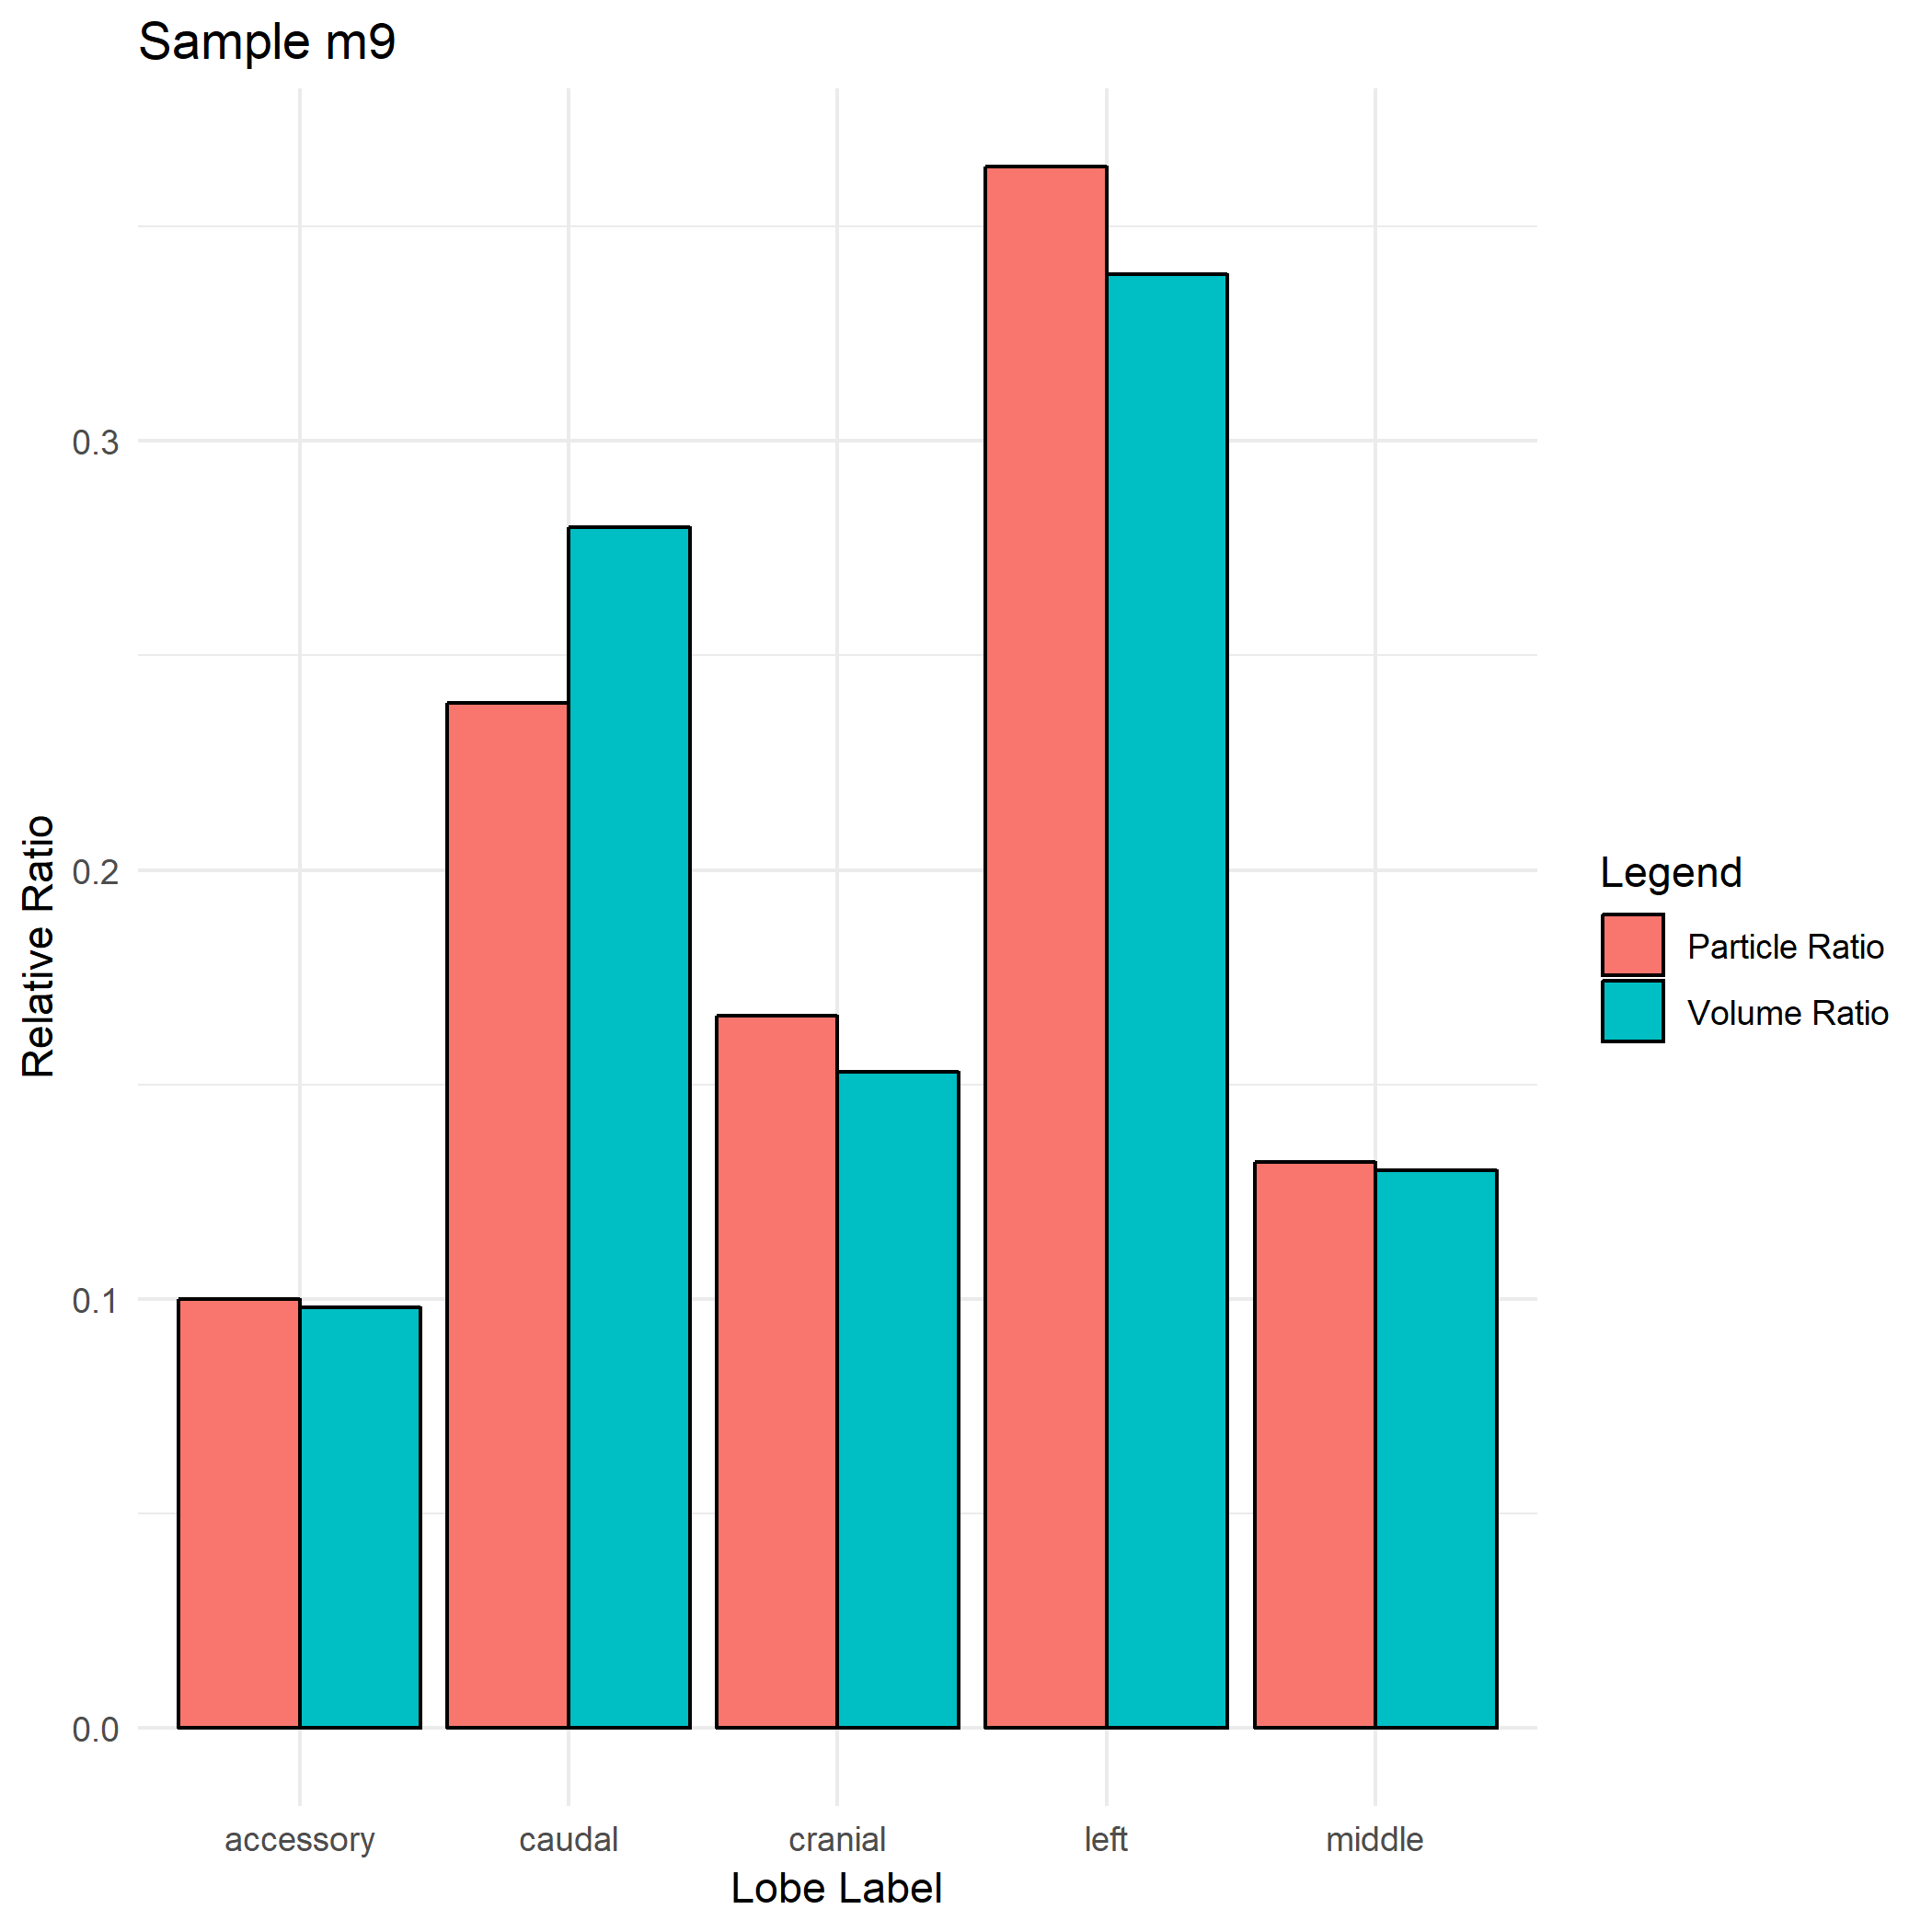 Sample m9
0.3
0.2
0.1
0.0
Relative Ratio
accessory caudal cranial left middle
Lobe Label
Legend
Particle Ratio
Volume Ratio